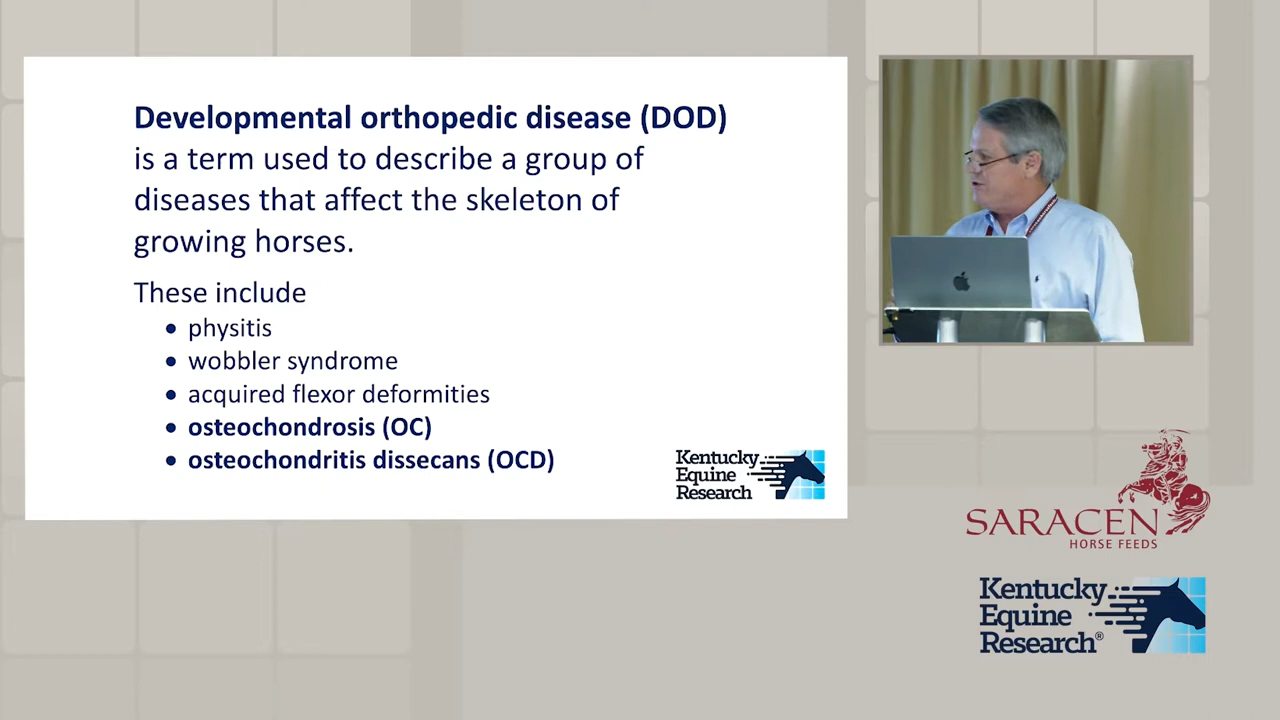 Developmental orthopedic disease (DOD)
is a term used to describe a group of
diseases that affect the skeleton of
growing horses.
These include
• physitis
• wobbler syndrome
• acquired flexor deformities
• osteochondrosis (OC)
• osteochondritis dissecans (OCD)
Kentucky
Equine
Research
SARACEN
HORSE FEEDS
Kentucky
Equine
Research®